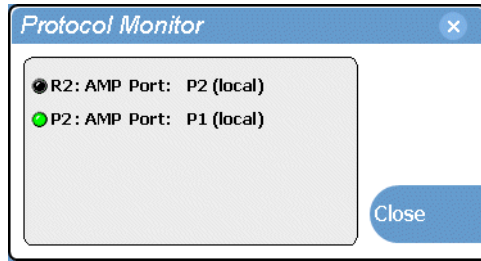 Protocol Monitor
R2: AMP Port: P2 (local)
P2: AMP Port: P1 (local)
Close